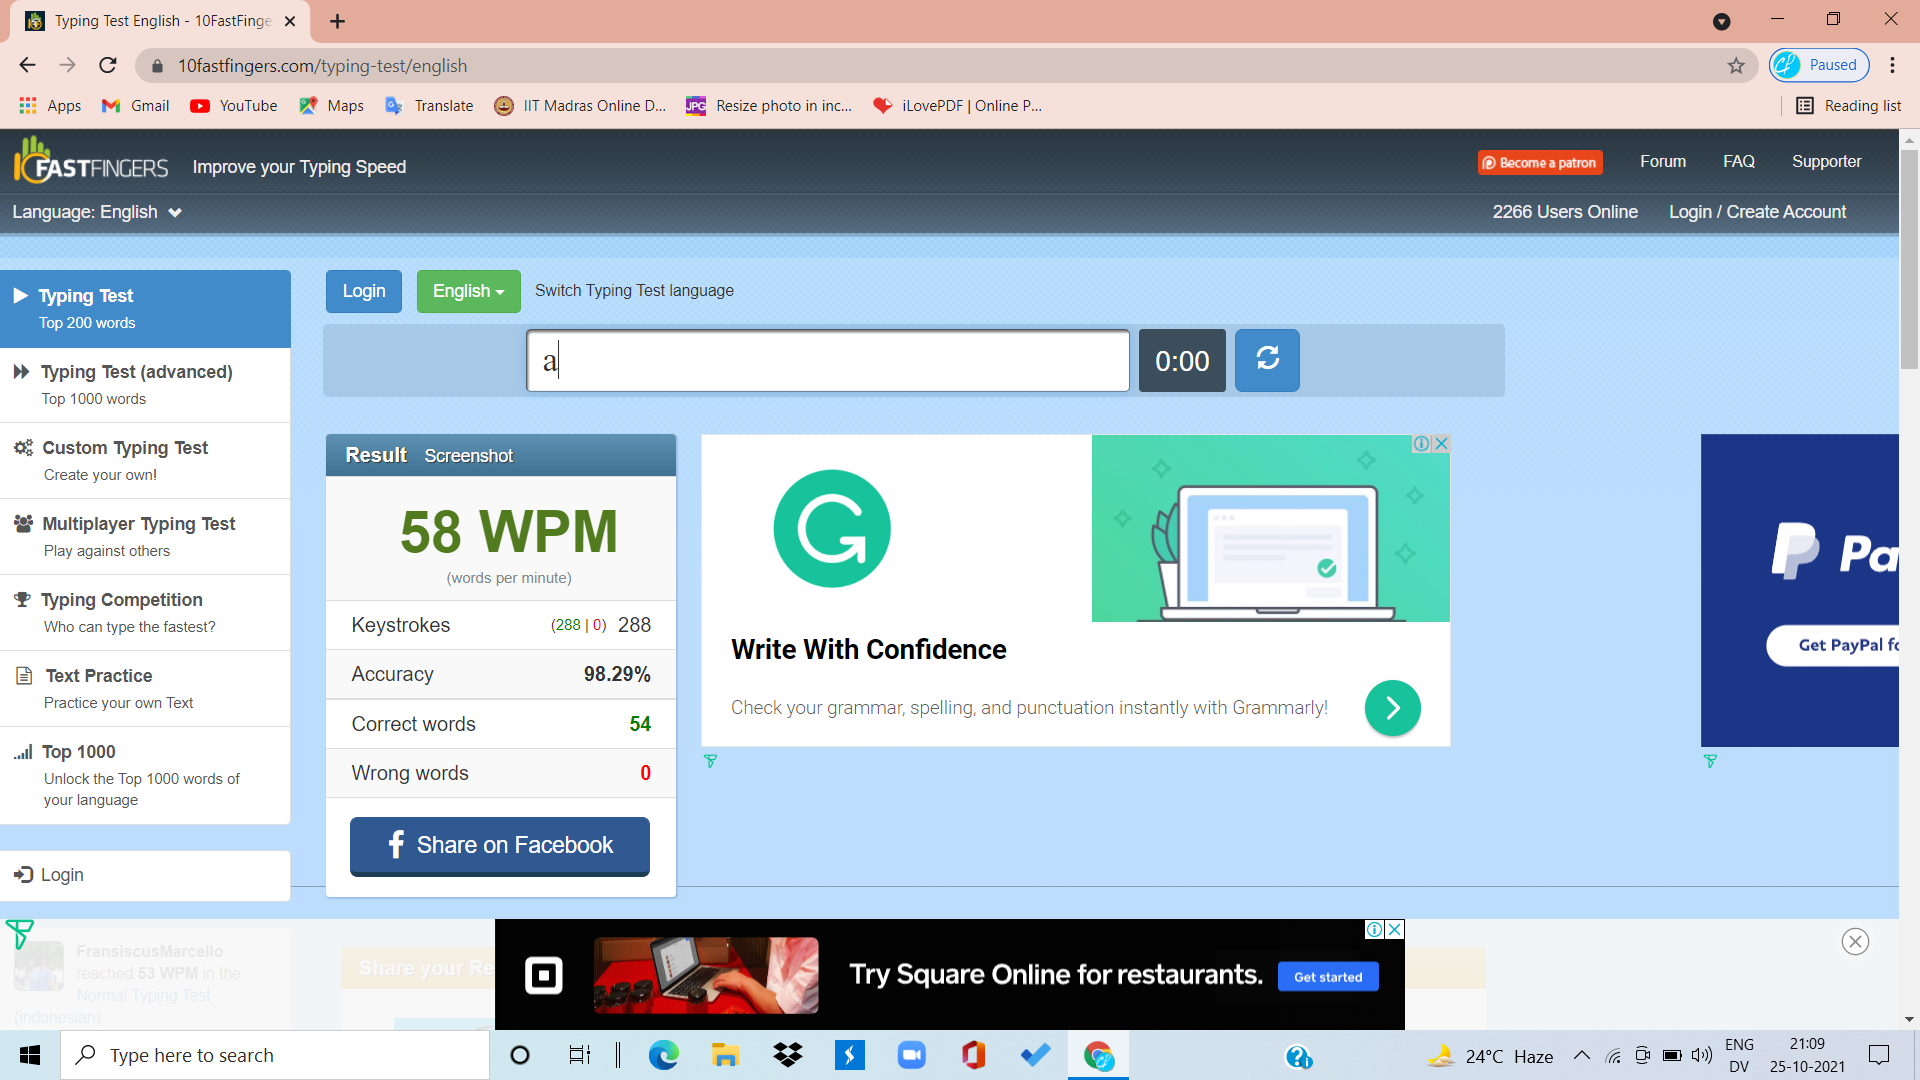 Typing Test English - 10FastFinge
10fastfingers.com/typing-test/english
Paused
Apps
Gmail
YouTube
Maps
Translate
IIT Madras Online D...
JPG
Resize photo in inc...
iLovePDF | Online P...
Reading list
10FASTFINGERS
Improve your Typing Speed
Become a patron
Forum
FAQ
Supporter
Language: English
2266 Users Online
Login / Create Account
Typing Test
Top 200 words
Typing Test (advanced)
Top 1000 words
Custom Typing Test
Create your own!
Multiplayer Typing Test
Play against others
Typing Competition
Who can type the fastest?
Text Practice
Practice your own Text
Top 1000
Unlock the Top 1000 words of
your language
Login
Login
English
Switch Typing Test language
a
0:00
Result
Screenshot
58 WPM
(words per minute)
Keystrokes (288 | 0) 288
Accuracy 98.29%
Correct words 54
Wrong words 0
Share on Facebook
Write With Confidence
Check your grammar, spelling, and punctuation instantly with Grammarly!
Pa
Get PayPal fo
FransiscusMarcello
reached 53 WPM in the
Normal Typing Test
(indonesian)
Share your Re
Try Square Online for restaurants.
Get started
Type here to search
24°C Haze
ENG
DV
21:09
25-10-2021